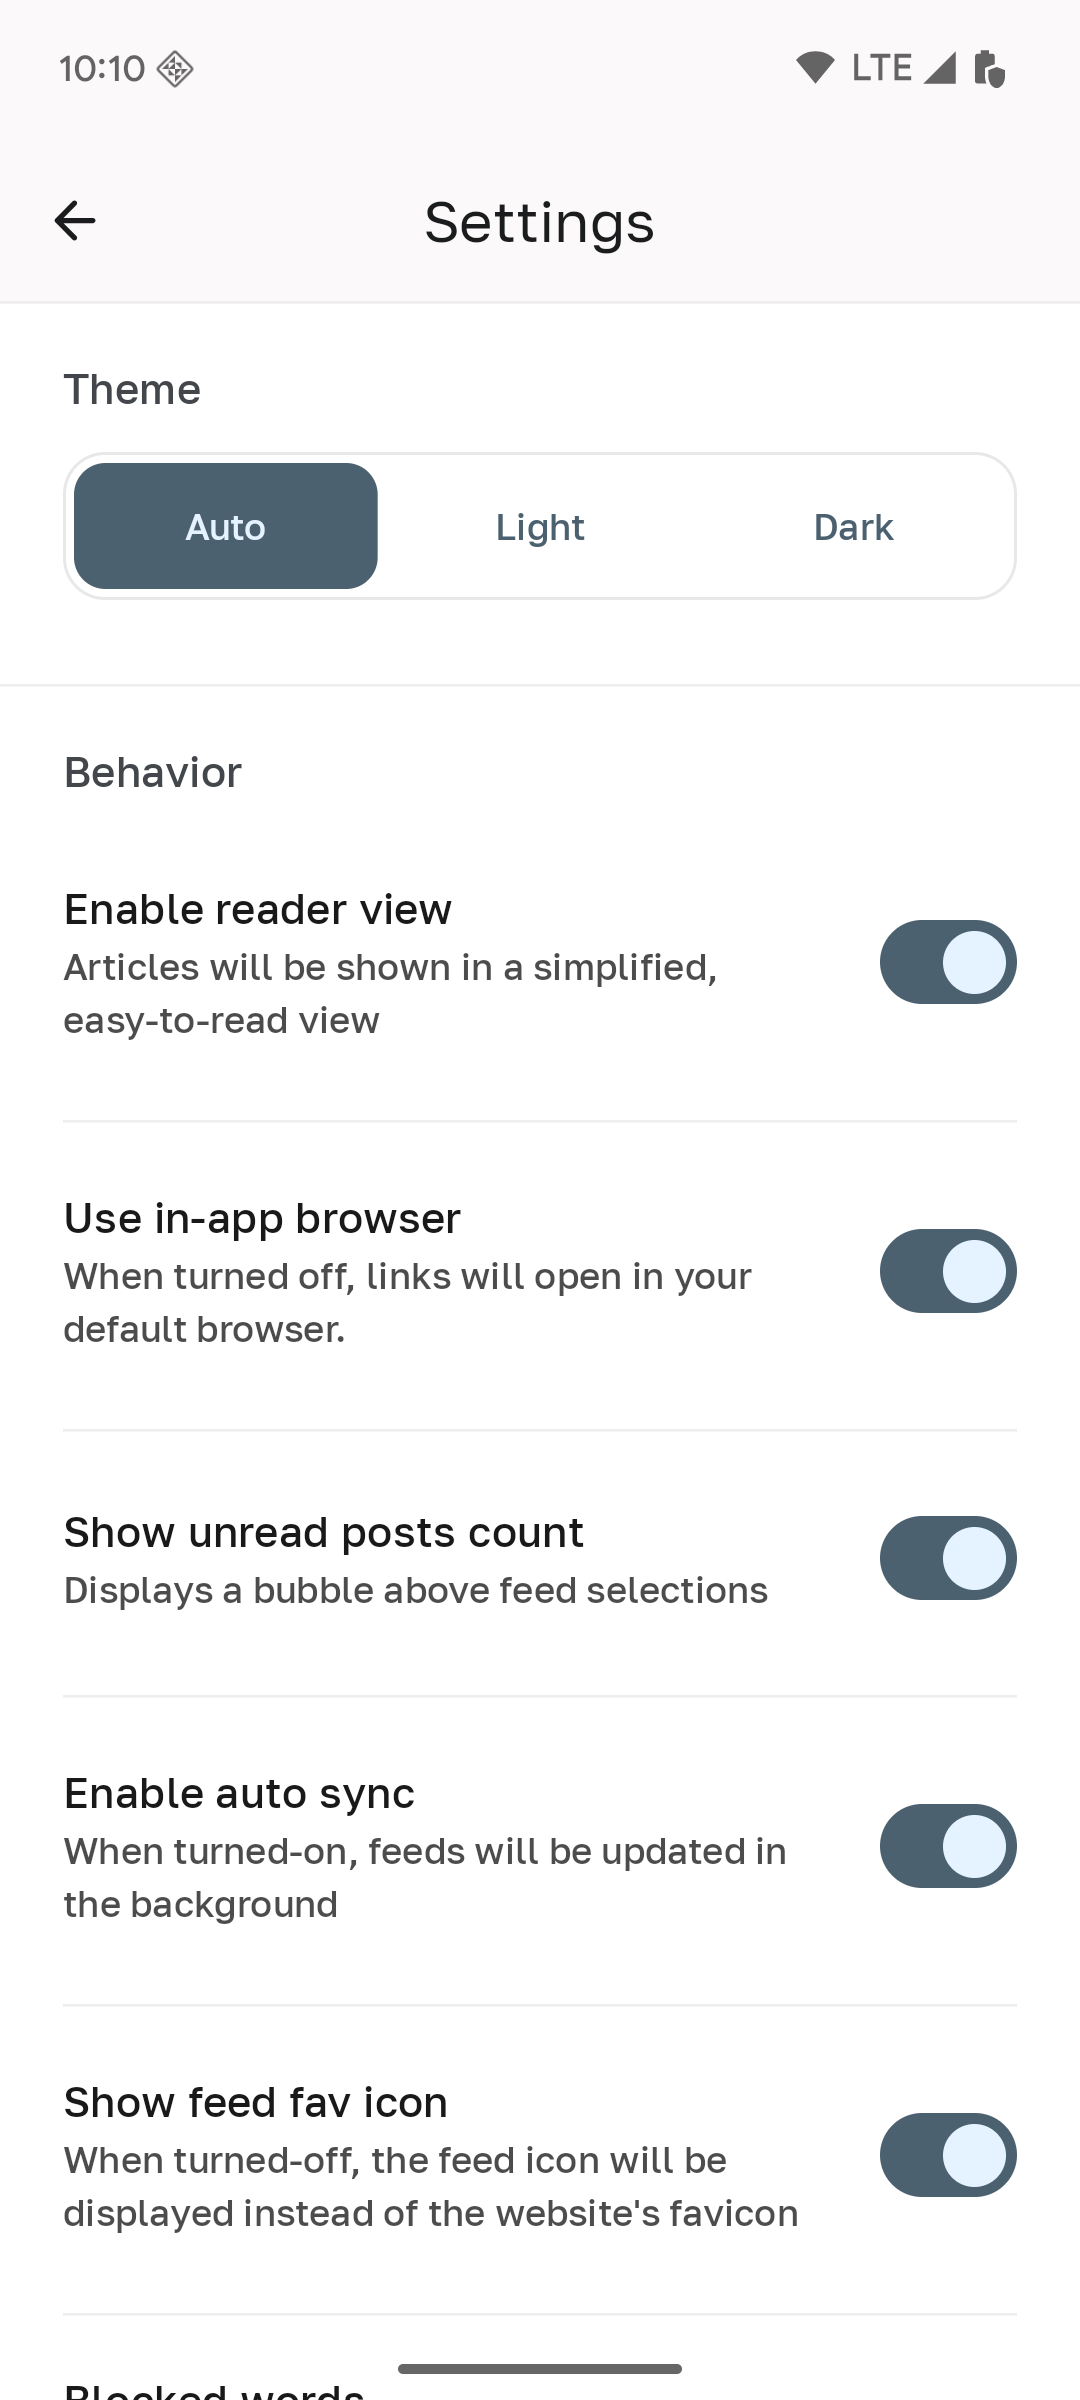 10:10 LTE
Settings
Theme
Auto Light Dark
Behavior
Enable reader view
Articles will be shown in a simplified,
easy-to-read view
Use in-app browser
When turned off, links will open in your
default browser.
Show unread posts count
Displays a bubble above feed selections
Enable auto sync
When turned-on, feeds will be updated in
the background
Show feed fav icon
When turned-off, the feed icon will be
displayed instead of the website's favicon
Blocked words